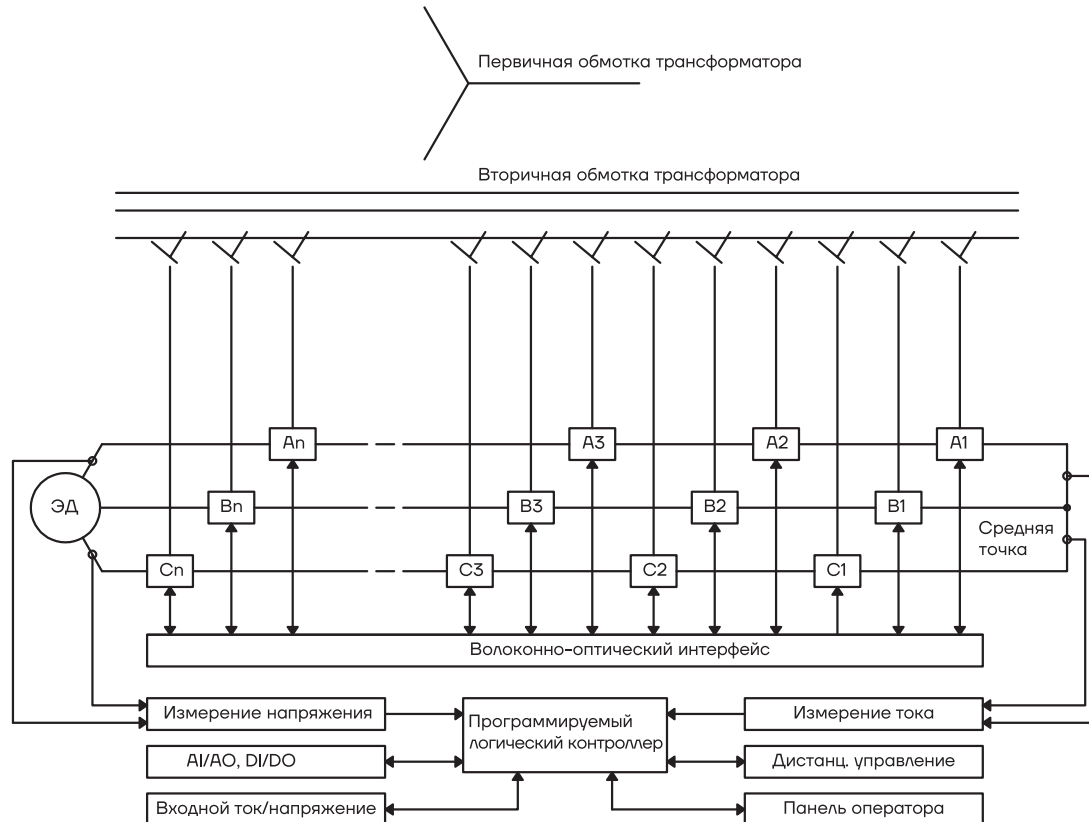 Первичная обмотка трансформатора
Вторичная обмотка трансформатора
An
A3
A2
A1
ЭД
Bn
B3
B2
B1
Средняя
точка
Cn
C3
C2
C1
Волоконно-оптический интерфейс
Измерение напряжения
Программируемый
логический контроллер
Измерение тока
AI/AO, DI/DO
Дистанц. управление
Входной ток/напряжение
Панель оператора